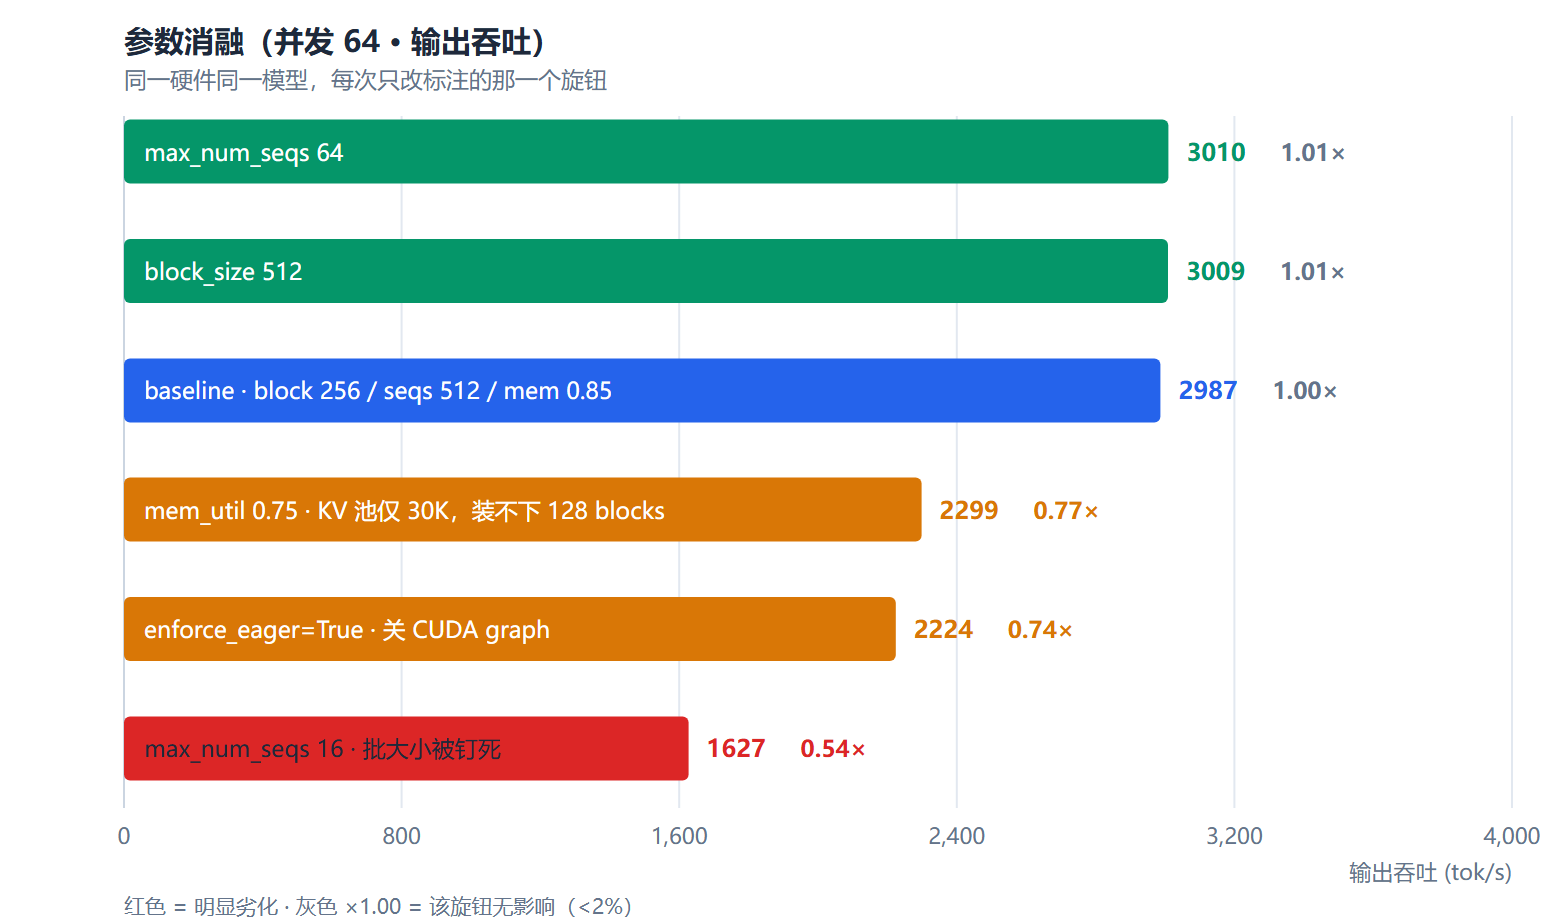 参数消融（并发 64 • 输出吞吐）
同一硬件同一模型，每次只改标注的那一个旋钮
max_num_seqs 64 3010 1.01×
block_size 512 3009 1.01×
baseline · block 256 / seqs 512 / mem 0.85 2987 1.00×
mem_util 0.75 · KV 池仅 30K，装不下 128 blocks 2299 0.77×
enforce_eager=True · 关 CUDA graph 2224 0.74×
max_num_seqs 16 · 批大小被钉死 1627 0.54×
0 800 1,600 2,400 3,200 4,000
输出吞吐 (tok/s)
红色 = 明显劣化 · 灰色 ×1.00 = 该旋钮无影响（<2%）